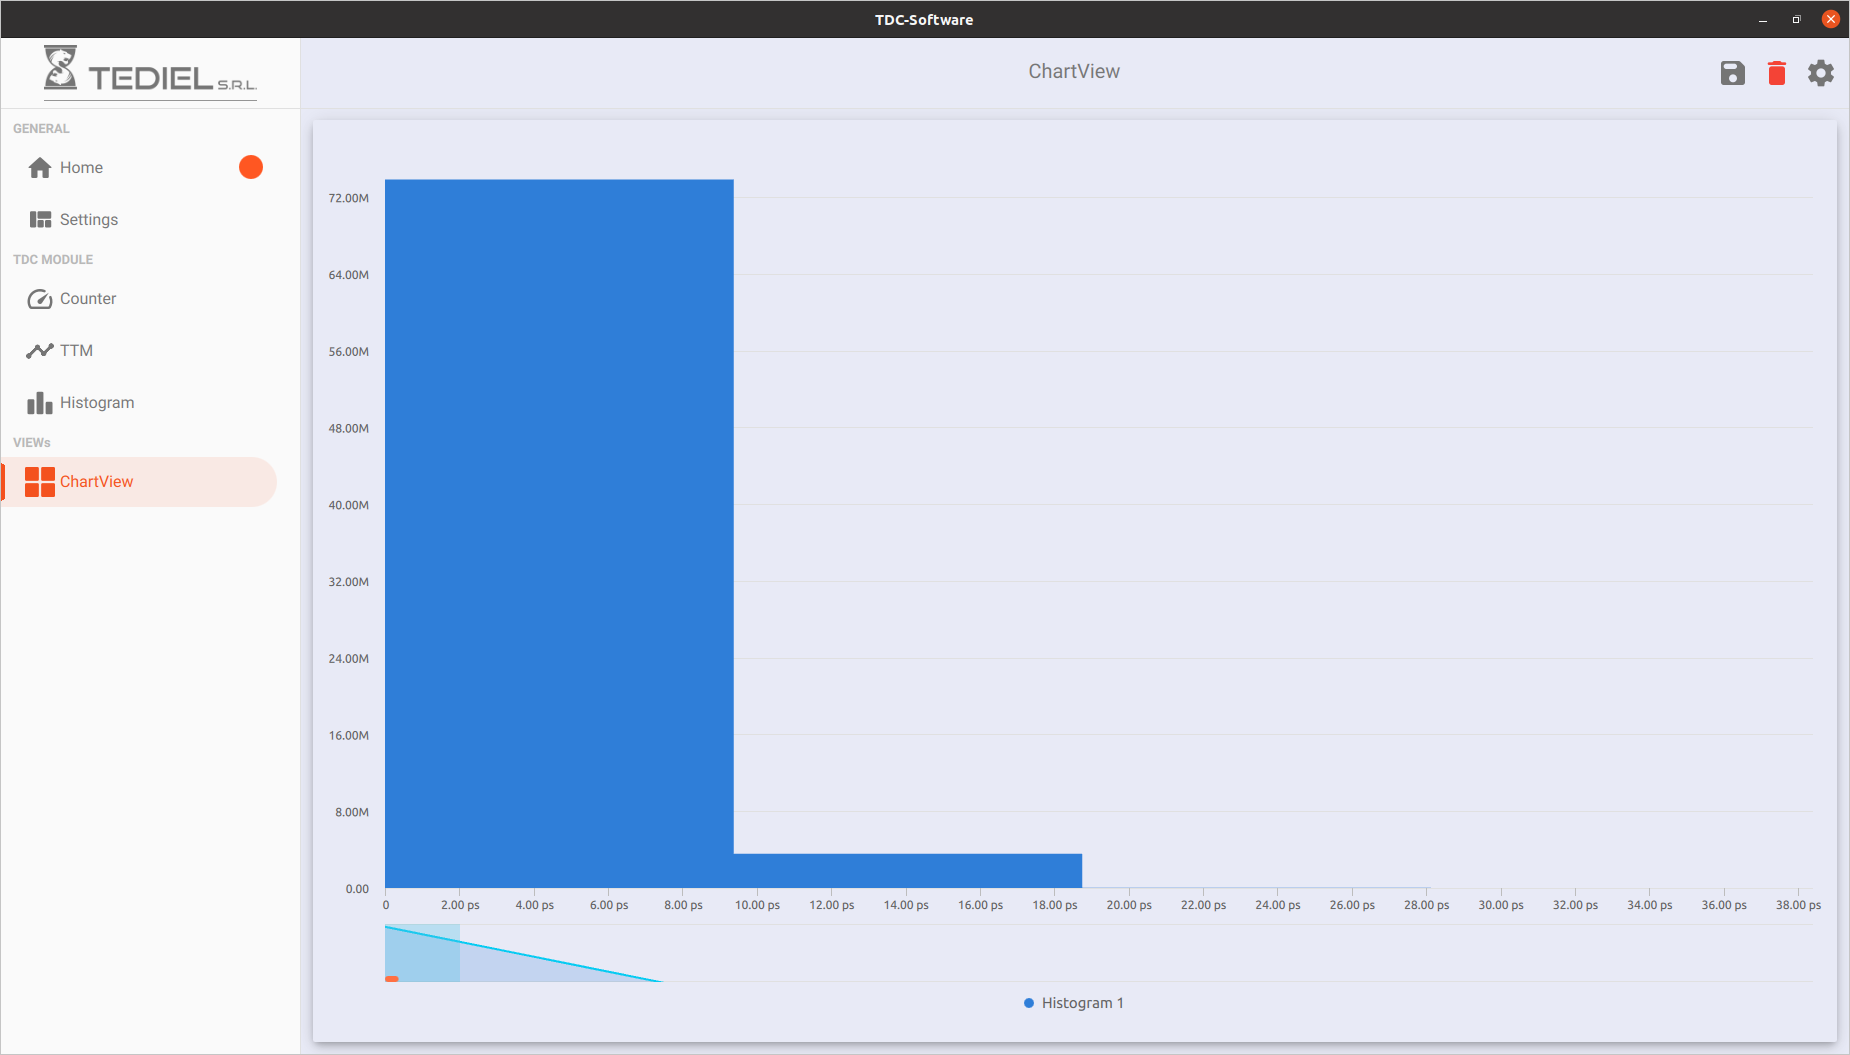 TDC-Software
TEDIEL S.R.L.
ChartView
GENERAL
Home
Settings
TDC MODULE
Counter
TTM
Histogram
VIEWs
ChartView
72.00M
64.00M
56.00M
48.00M
40.00M
32.00M
24.00M
16.00M
8.00M
0.00
0 2.00 ps 4.00 ps 6.00 ps 8.00 ps 10.00 ps 12.00 ps 14.00 ps 16.00 ps 18.00 ps 20.00 ps 22.00 ps 24.00 ps 26.00 ps 28.00 ps 30.00 ps 32.00 ps 34.00 ps 36.00 ps 38.00 ps
Histogram 1